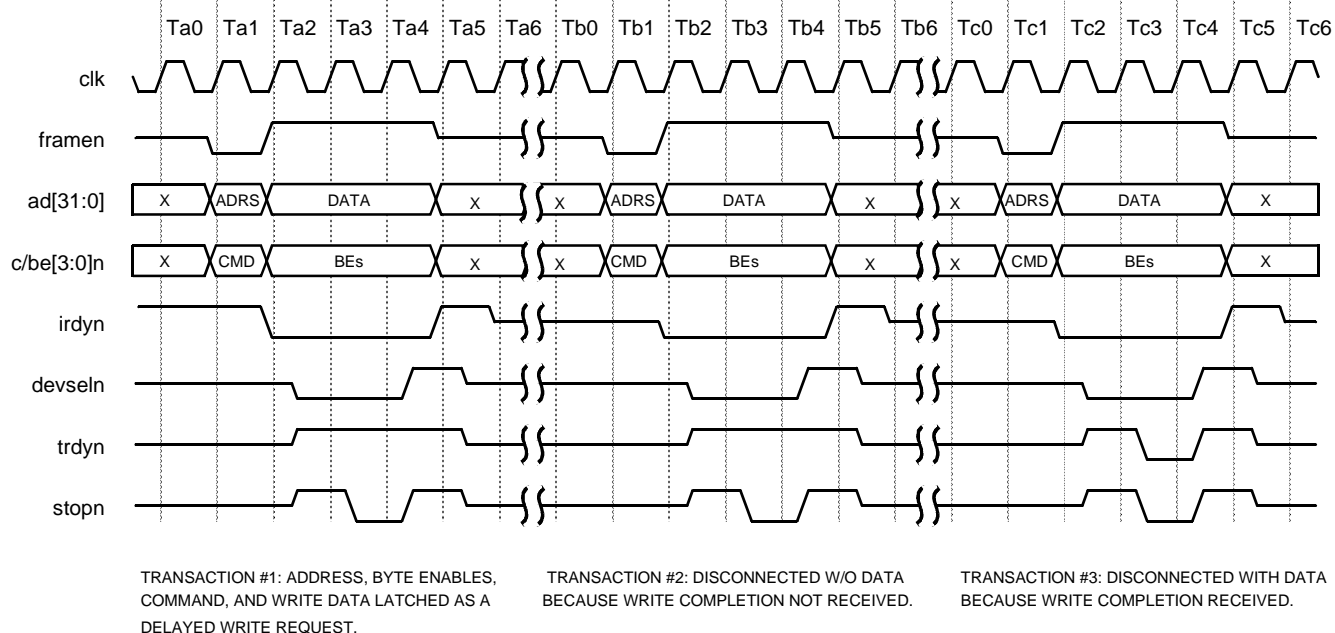 Ta0 Ta1 Ta2 Ta3 Ta4 Ta5 Ta6 Tb0 Tb1 Tb2 Tb3 Tb4 Tb5 Tb6 Tc0 Tc1 Tc2 Tc3 Tc4 Tc5 Tc6
clk
framen
ad[31:0] X ADRS DATA X X ADRS DATA X X ADRS DATA X
c/be[3:0]n X CMD BEs X X CMD BEs X X CMD BEs X
irdyn
devseln
trdyn
stopn
TRANSACTION #1: ADDRESS, BYTE ENABLES,
COMMAND, AND WRITE DATA LATCHED AS A
DELAYED WRITE REQUEST.
TRANSACTION #2: DISCONNECTED W/O DATA
BECAUSE WRITE COMPLETION NOT RECEIVED.
TRANSACTION #3: DISCONNECTED WITH DATA
BECAUSE WRITE COMPLETION RECEIVED.